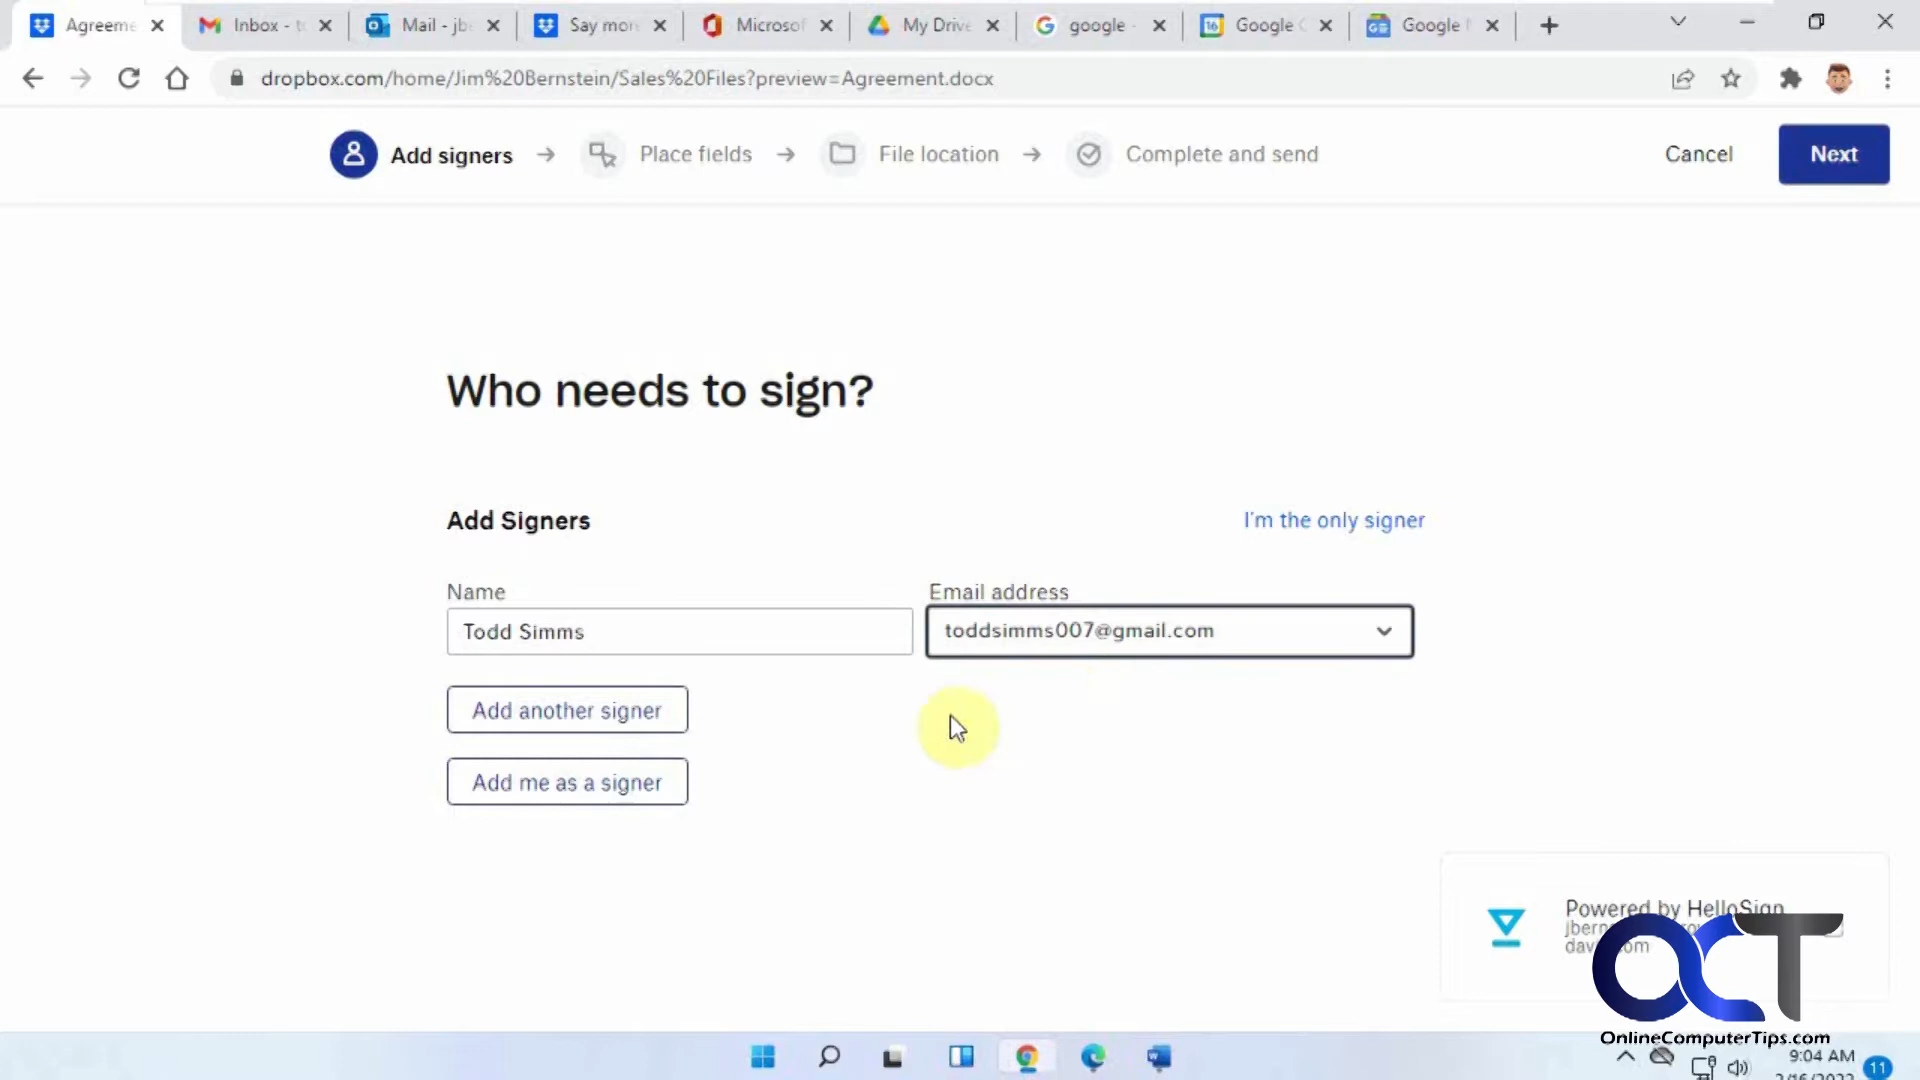 Agreeme
Inbox - t
Mail - jb
Say mor
Microsof
My Drive
google -
Google C
Google
dropbox.com/home/Jim%20Bernstein/Sales%20Files?preview=Agreement.docx
Add signers → Place fields → File location → Complete and send
Cancel
Next
Who needs to sign?
Add Signers
I'm the only signer
Name
Email address
Todd Simms
toddsimms007@gmail.com
Add another signer
Add me as a signer
Powered by HelloSign
OCT
OnlineComputerTips.com
9:04 AM
11